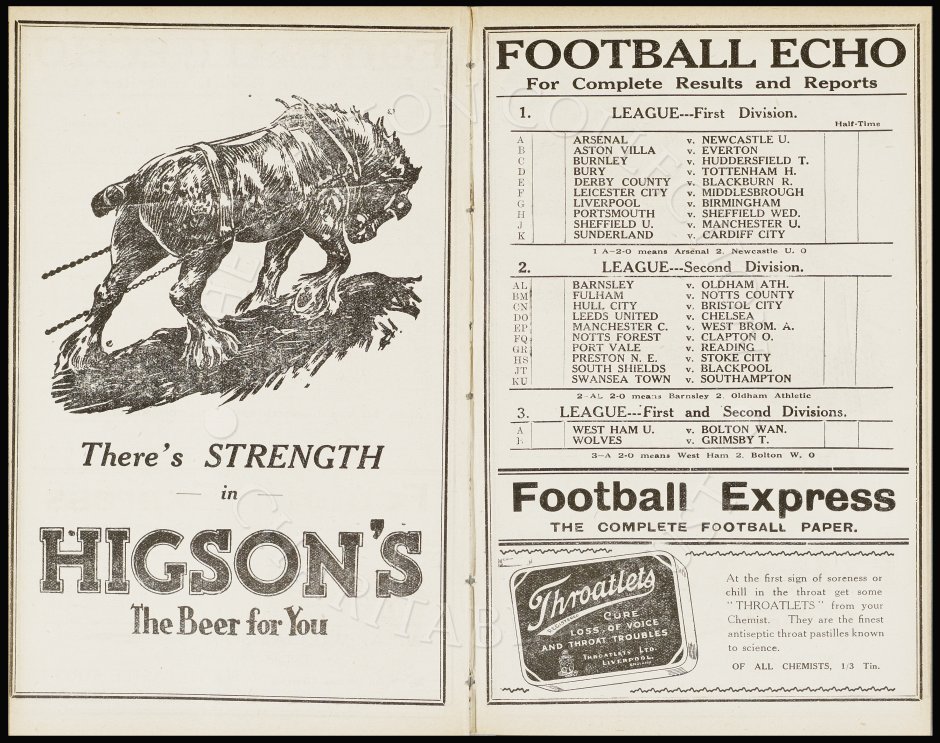 There's STRENGTH
in
HIGSON'S
The Beer for You
FOOTBALL ECHO
For Complete Results and Reports
1. LEAGUE---First Division.
Half-Time
A ARSENAL v. NEWCASTLE U.
B ASTON VILLA v. EVERTON
C BURNLEY v. HUDDERSFIELD T.
D BURY v. TOTTENHAM H.
E DERBY COUNTY v. BLACKBURN R.
F LEICESTER CITY v. MIDDLESBROUGH
G LIVERPOOL v. BIRMINGHAM
H PORTSMOUTH v. SHEFFIELD WED.
J SHEFFIELD U. v. MANCHESTER U.
K SUNDERLAND v. CARDIFF CITY
1 A-2-0 means Arsenal 2. Newcastle U. 0
2. LEAGUE---Second Division.
AL BARNSLEY v. OLDHAM ATH.
BM FULHAM v. NOTTS COUNTY
CN HULL CITY v. BRISTOL CITY
DO LEEDS UNITED v. CHELSEA
EP MANCHESTER C. v. WEST BROM. A.
FQ NOTTS FOREST v. CLAPTON O.
GR PORT VALE v. READING
HS PRESTON N. E. v. STOKE CITY
JT SOUTH SHIELDS v. BLACKPOOL
KU SWANSEA TOWN v. SOUTHAMPTON
2-AL 2-0 means Barnsley 2. Oldham Athletic
3. LEAGUE---First and Second Divisions.
A WEST HAM U. v. BOLTON WAN.
B WOLVES v. GRIMSBY T.
3-A 2-0 means West Ham 2. Bolton W. 0
Football Express
THE COMPLETE FOOTBALL PAPER.
Throatlets
CURE
LOSS OF VOICE
AND THROAT TROUBLES
THROATLETS LTD.
LIVERPOOL.
At the first sign of soreness or
chill in the throat get some
"THROATLETS" from your
Chemist. They are the finest
antiseptic throat pastilles known
to science.
OF ALL CHEMISTS, 1/3 Tin.